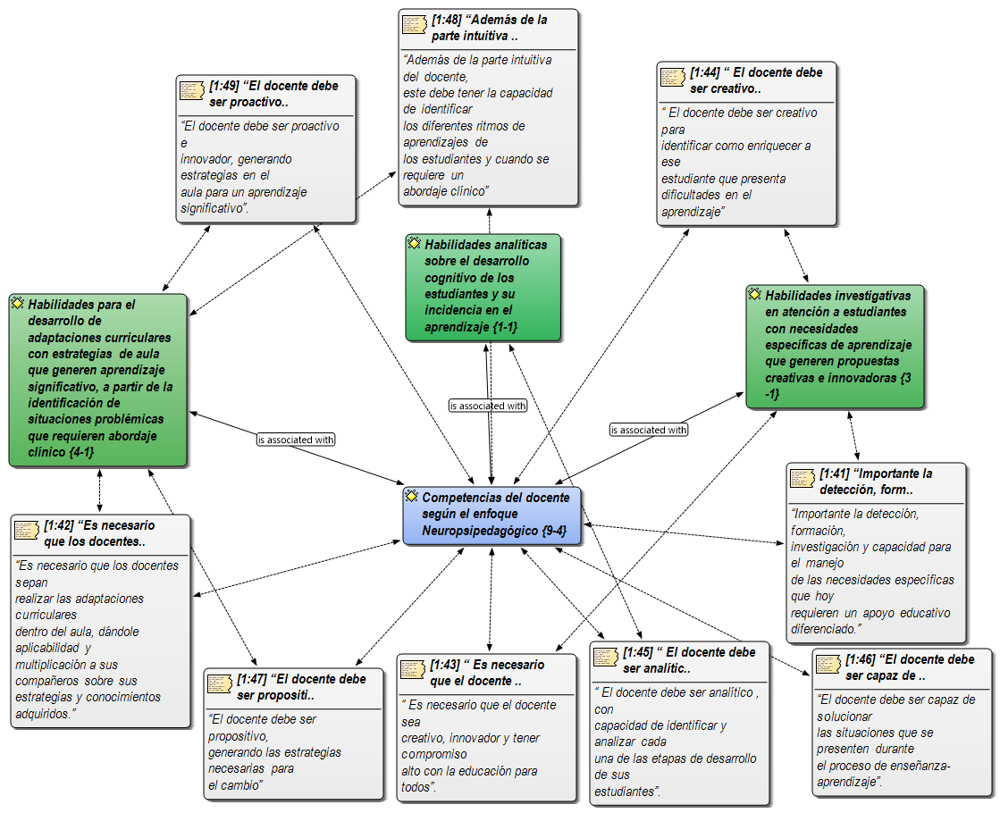 [1:48] “Además de la
parte intuitiva ..
“Además de la parte intuitiva
del docente,
este debe tener la capacidad
de identificar
los diferentes ritmos de
aprendizajes de
los estudiantes y cuando se
requiere un
abordaje clínico”
[1:49] “El docente debe
ser proactivo..
“El docente debe ser proactivo
e
innovador, generando
estrategias en el
aula para un aprendizaje
significativo”.
[1:44] “ El docente debe
ser creativo..
“ El docente debe ser creativo
para
identificar como enriquecer a
ese
estudiante que presenta
dificultades en el
aprendizaje”
Habilidades analíticas
sobre el desarrollo
cognitivo de los
estudiantes y su
incidencia en el
aprendizaje {1-1}
Habilidades para el
desarrollo de
adaptaciones curriculares
con estrategias de aula
que generen aprendizaje
significativo, a partir de la
identificación de
situaciones problémicas
que requieren abordaje
clínico {4-1}
Habilidades investigativas
en atención a estudiantes
con necesidades
específicas de aprendizaje
que generen propuestas
creativas e innovadoras {3
-1}
is associated with
is associated with
is associated with
Competencias del docente
según el enfoque
Neuropsipedagógico {9-4}
[1:41] “Importante la
detección, form..
“Importante la detección,
formación,
investigación y capacidad para
el manejo
de las necesidades específicas
que hoy
requieren un apoyo educativo
diferenciado.”
[1:42] “Es necesario
que los docentes..
“Es necesario que los docentes
sepan
realizar las adaptaciones
curriculares
dentro del aula, dándole
aplicabilidad y
multiplicación a sus
compañeros sobre sus
estrategias y conocimientos
adquiridos.”
[1:47] “El docente debe
ser propositi..
“El docente debe ser
propositivo,
generando las estrategias
necesarias para
el cambio”
[1:43] “ Es necesario
que el docente ..
“ Es necesario que el docente
sea
creativo, innovador y tener
compromiso
alto con la educación para
todos”.
[1:45] “ El docente debe
ser analític..
“ El docente debe ser analítico ,
con
capacidad de identificar y
analizar cada
una de las etapas de desarrollo
de sus
estudiantes”.
[1:46] “El docente debe
ser capaz de ..
“El docente debe ser capaz de
solucionar
las situaciones que se
presenten durante
el proceso de enseñanza-
aprendizaje”.